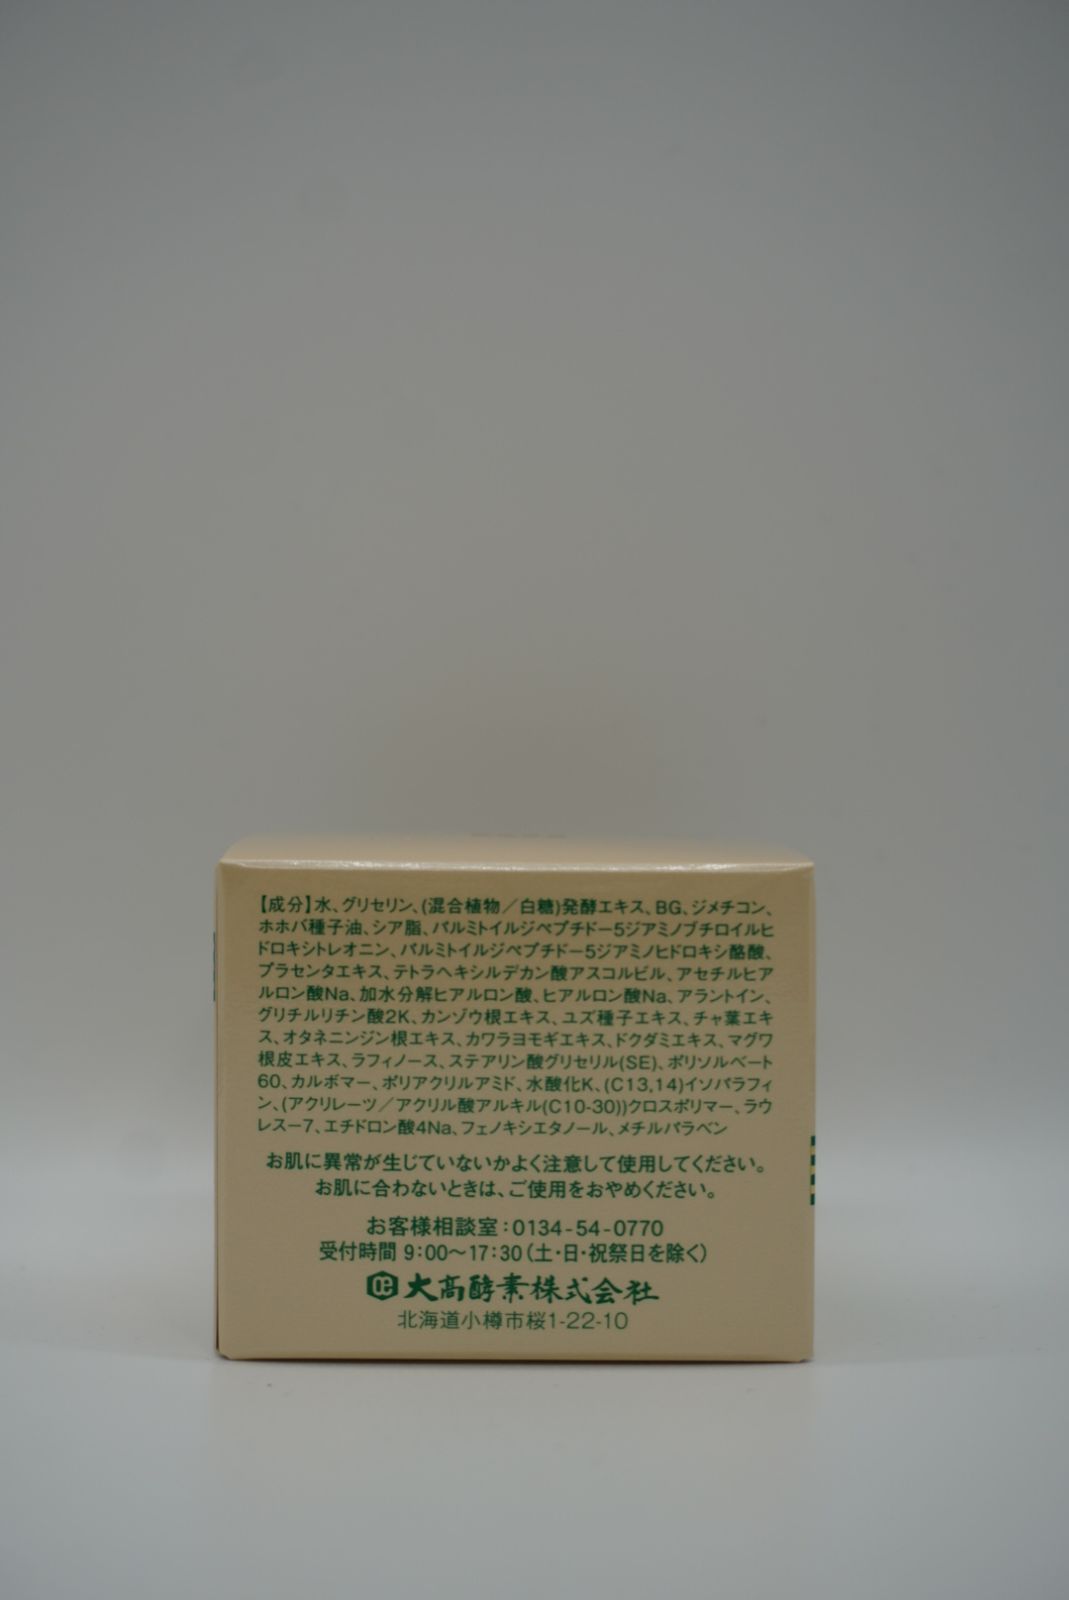 【成分】水、グリセリン、(混合植物／白糖)発酵エキス、BG、ジメチコン、
ホホバ種子油、シア脂、パルミトイルジペプチド－5ジアミノブチロイルヒ
ドロキシトレオニン、パルミトイルジペプチド－5ジアミノヒドロキシ酪酸、
プラセンタエキス、テトラヘキシルデカン酸アスコルビル、アセチルヒア
ルロン酸Na、加水分解ヒアルロン酸、ヒアルロン酸Na、アラントイン、
グリチルリチン酸2K、カンゾウ根エキス、ユズ種子エキス、チャ葉エキ
ス、オタネニンジン根エキス、カワラヨモギエキス、ドクダミエキス、マグワ
根皮エキス、ラフィノース、ステアリン酸グリセリル(SE)、ポリソルベート
60、カルボマー、ポリアクリルアミド、水酸化K、(C13,14)イソパラフィ
ン、(アクリレーツ／アクリル酸アルキル(C10-30))クロスポリマー、ラウ
レス－7、エチドロン酸4Na、フェノキシエタノール、メチルパラベン
お肌に異常が生じていないかよく注意して使用してください。
お肌に合わないときは、ご使用をおやめください。
お客様相談室：0134-54-0770
受付時間 9:00〜17:30（土・日・祝祭日を除く）
大高酵素株式会社
北海道小樽市桜1-22-10